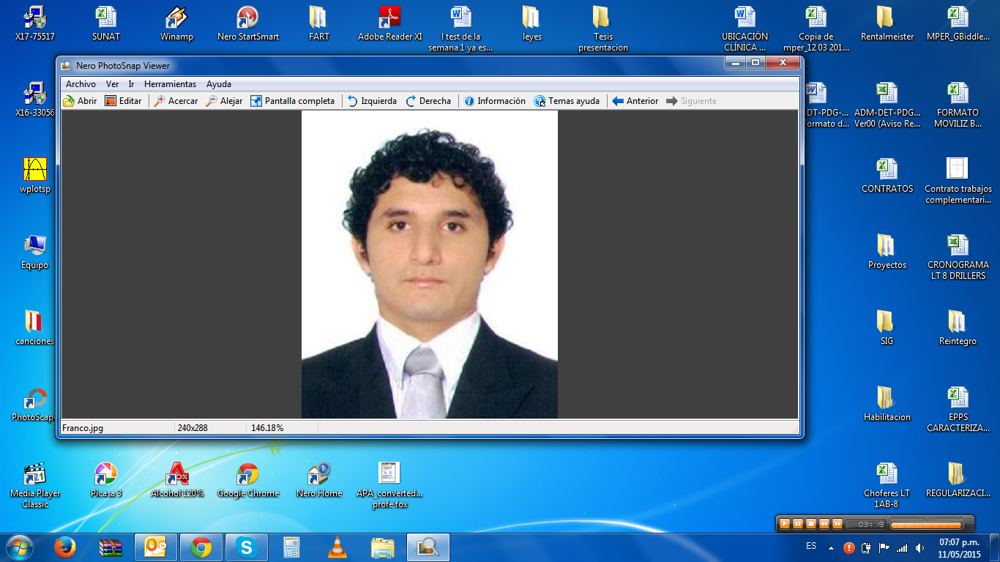 X17-75517
SUNAT
Winamp
Nero StartSmart
FART
Adobe Reader XI
I test de la
semana 1 ya es...
leyes
Tesis
presentacion
UBICACIÓN
CLÍNICA ...
Copia de
mper_12 03 201...
Rentalmeister
MPER_GBiddle...
Nero PhotoSnap Viewer
Archivo
Ver
Ir
Herramientas
Ayuda
Abrir
Editar
Acercar
Alejar
Pantalla completa
Izquierda
Derecha
Información
Temas ayuda
Anterior
Siguiente
X16-33056
-DT-PDG-...
ormato d...
ADM-DET-PDG...
Ver00 (Aviso Re...
FORMATO
MOVILIZ B...
wplotsp
CONTRATOS
Contrato trabajos
complementari...
Equipo
Proyectos
CRONOGRAMA
LT 8 DRILLERS
canciones
SIG
Reintegro
PhotoScape
Habilitacion
EPPS
CARACTERIZA...
Franco.jpg
240x288
146.18%
Media Player
Classic
Picasa 3
Alcohol 120%
Google Chrome
Nero Home
APA_converted...
profe fox
Choferes LT
1AB-8
REGULARIZACI...
ES
07:07 p.m.
11/05/2015